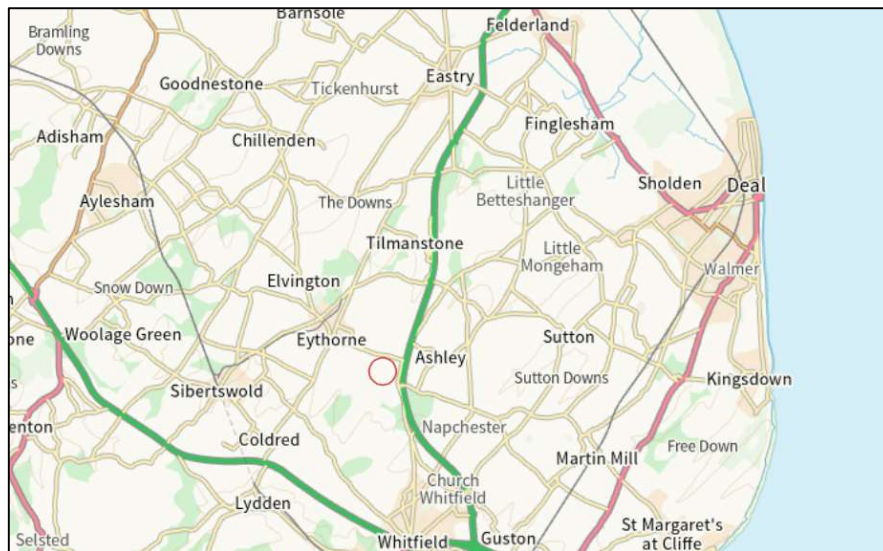 Barnsole
Felderland
Bramling
Downs
Goodnestone
Tickenhurst
Eastry
Adisham
Chillenden
Finglesham
Aylesham
The Downs
Little
Betteshanger
Sholden
Deal
Tilmanstone
Little
Mongeham
Walmer
Snow Down
Elvington
Woolage Green
one
Eythorne
Ashley
Sutton
s
Sibertswold
Sutton Downs
Kingsdown
enton
Coldred
Napchester
Free Down
Martin Mill
Lydden
Church
Whitfield
Selsted
Whitfield
Guston
St Margaret's
at Cliffe